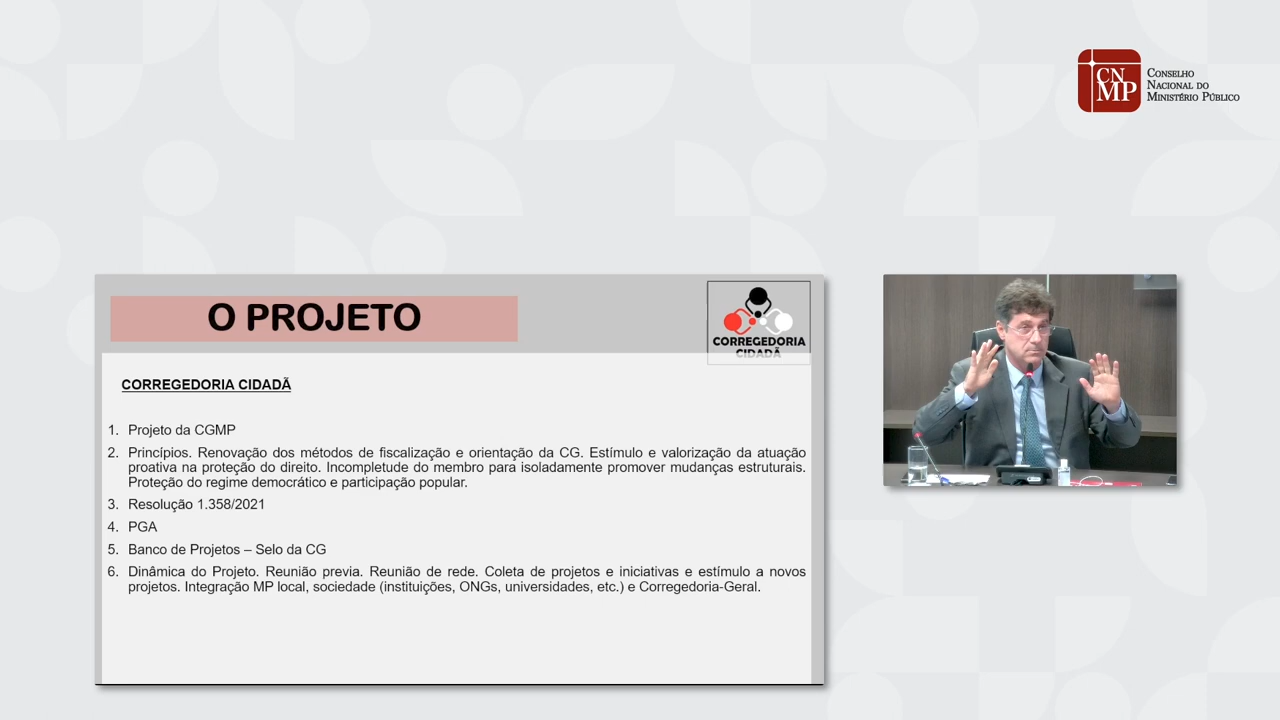 CN
MP
Conselho
Nacional do
Ministério Público
O PROJETO
CORREGEDORIA
CIDADÃ
CORREGEDORIA CIDADÃ
1. Projeto da CGMP
2. Princípios. Renovação dos métodos de fiscalização e orientação da CG. Estímulo e valorização da atuação
proativa na proteção do direito. Incompletude do membro para isoladamente promover mudanças estruturais.
Proteção do regime democrático e participação popular.
3. Resolução 1.358/2021
4. PGA
5. Banco de Projetos – Selo da CG
6. Dinâmica do Projeto. Reunião previa. Reunião de rede. Coleta de projetos e iniciativas e estímulo a novos
projetos. Integração MP local, sociedade (instituições, ONGs, universidades, etc.) e Corregedoria-Geral.